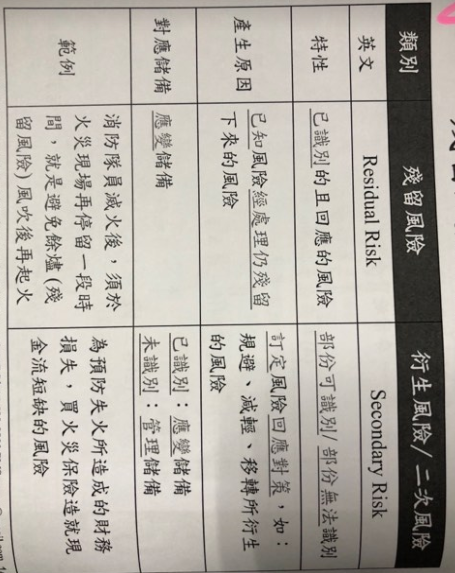 類別 殘留風險 衍生風險/二次風險
英文 Residual Risk Secondary Risk
特性 已識別的且回應的風險 部份可識別/部份無法識別
產生原因 已知風險經處理仍殘留 訂定風險回應對策，如：
下來的風險 規避、減輕、移轉所衍生
的風險
對應儲備 應變儲備 已識別：應變儲備
未識別：管理儲備
範例 消防隊員滅火後，須於 為預防失火所造成的財務
火災現場再停留一段時 損失，買火災保險造就現
間，就是避免餘燼(殘 金流短缺的風險
留風險)風吹後再起火